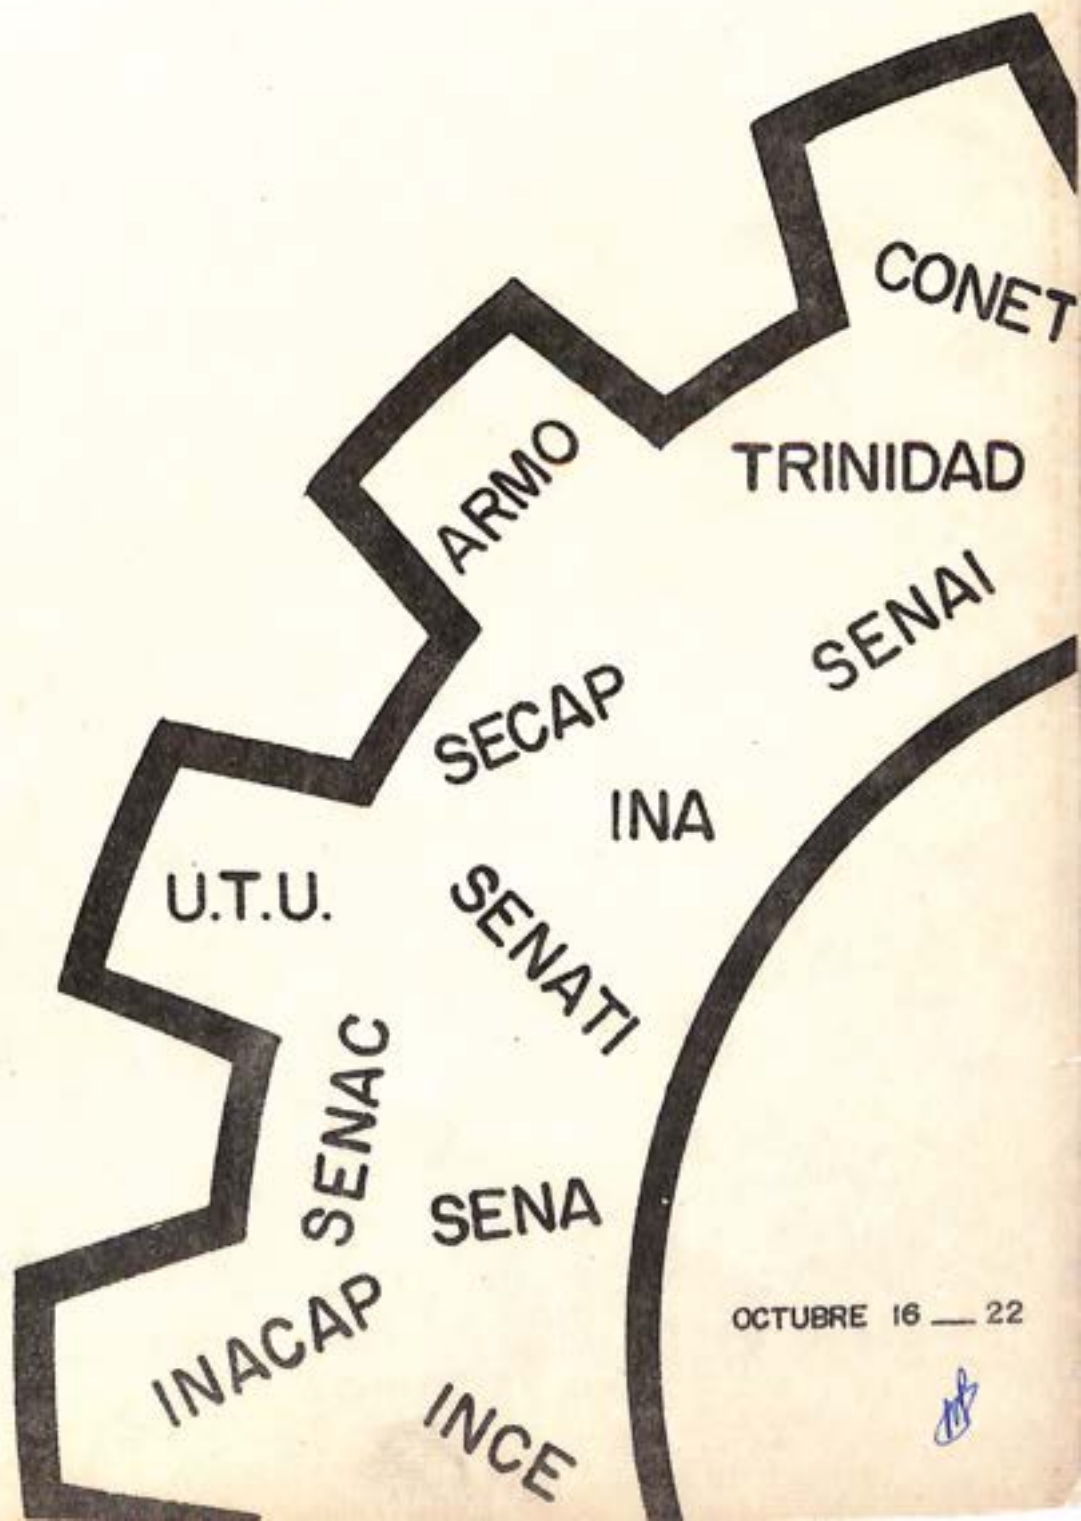 CONET
TRINIDAD
ARMO
SENAI
SECAP
INA
U.T.U.
SENATI
SENAC
SENA
INACAP
INCE
OCTUBRE 16 — 22